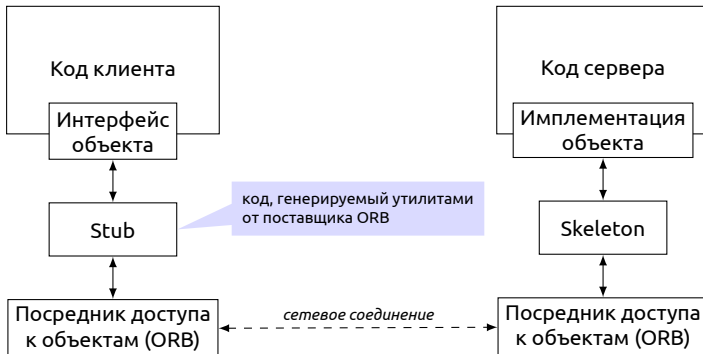 Код клиента
Интерфейс
объекта
Stub
Посредник доступа
к объектам (ORB)
код, генерируемый утилитами
от поставщика ORB
сетевое соединение
Код сервера
Имплементация
объекта
Skeleton
Посредник доступа
к объектам (ORB)